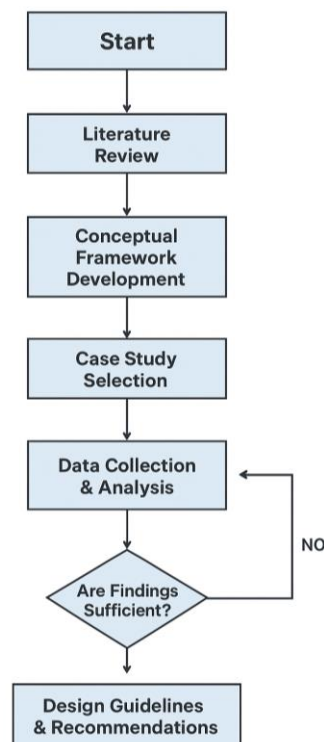 Start
Literature
Review
Conceptual
Framework
Development
Case Study
Selection
Data Collection
& Analysis
NO
Are Findings
Sufficient?
Design Guidelines
& Recommendations